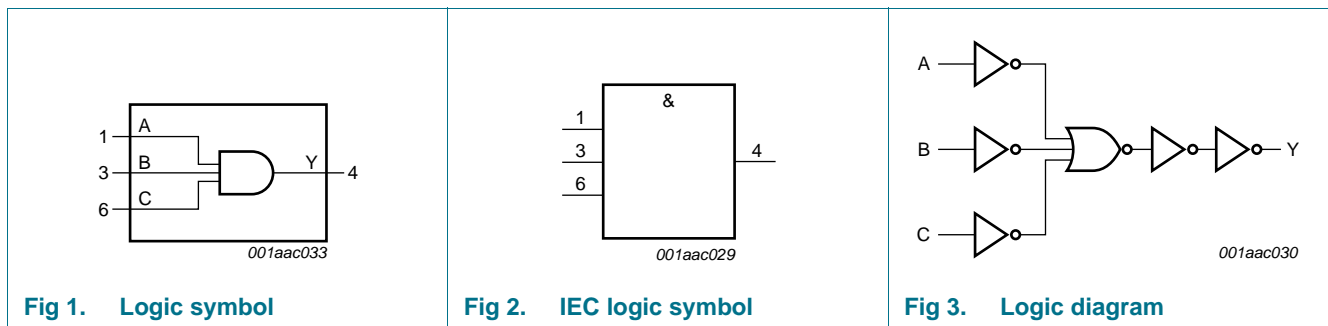 A
1
B
3
C
6
Y
4
001aac033
Fig 1. Logic symbol
&
1
3
6
4
001aac029
Fig 2. IEC logic symbol
A
B
C
Y
001aac030
Fig 3. Logic diagram